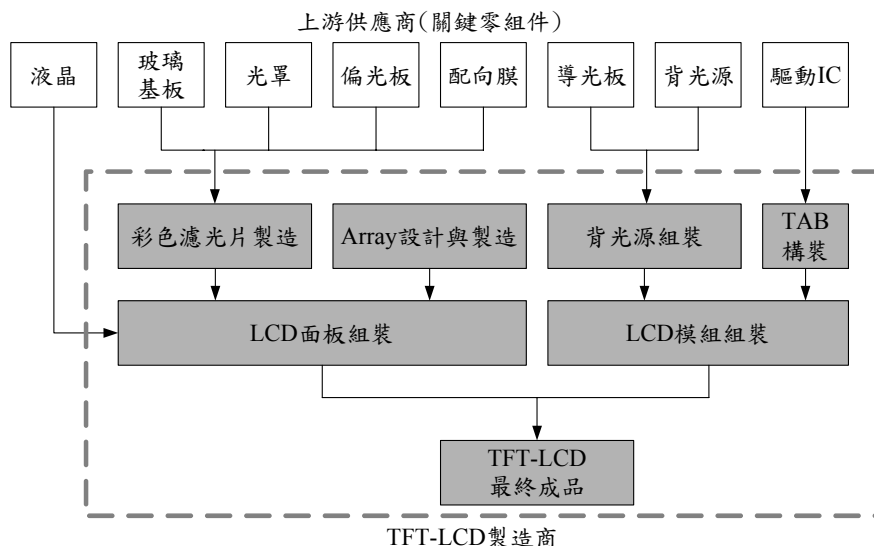 上游供應商(關鍵零組件)
液晶
玻璃
基板
光罩
偏光板
配向膜
導光板
背光源
驅動IC
彩色濾光片製造
Array設計與製造
背光源組裝
TAB
構裝
LCD面板組裝
LCD模組組裝
TFT-LCD
最終成品
TFT-LCD製造商